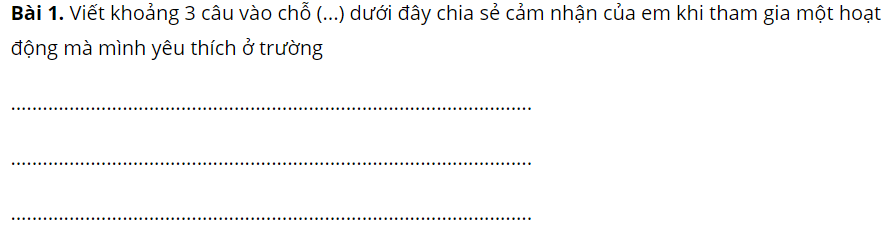 Bài 1. Viết khoảng 3 câu vào chỗ (...) dưới đây chia sẻ cảm nhận của em khi tham gia một hoạt
động mà mình yêu thích ở trường
....................................................................................................
....................................................................................................
....................................................................................................